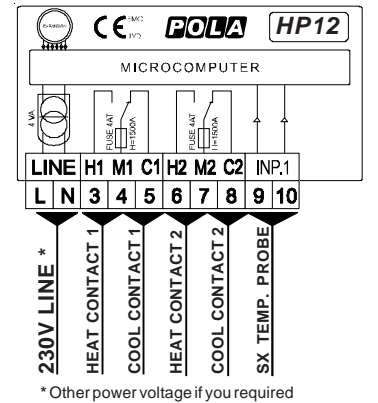 EXPANSION
CE EMC
LVD
POLA
HP12
MICROCOMPUTER
4 VA
FUSE 4AT
H=1500A
FUSE 4AT
H=1500A
LINE H1 M1 C1 H2 M2 C2 INP.1
L N 3 4 5 6 7 8 9 10
230V LINE *
HEAT CONTACT 1
COOL CONTACT 1
HEAT CONTACT 2
COOL CONTACT 2
SX TEMP. PROBE
* Other power voltage if you required